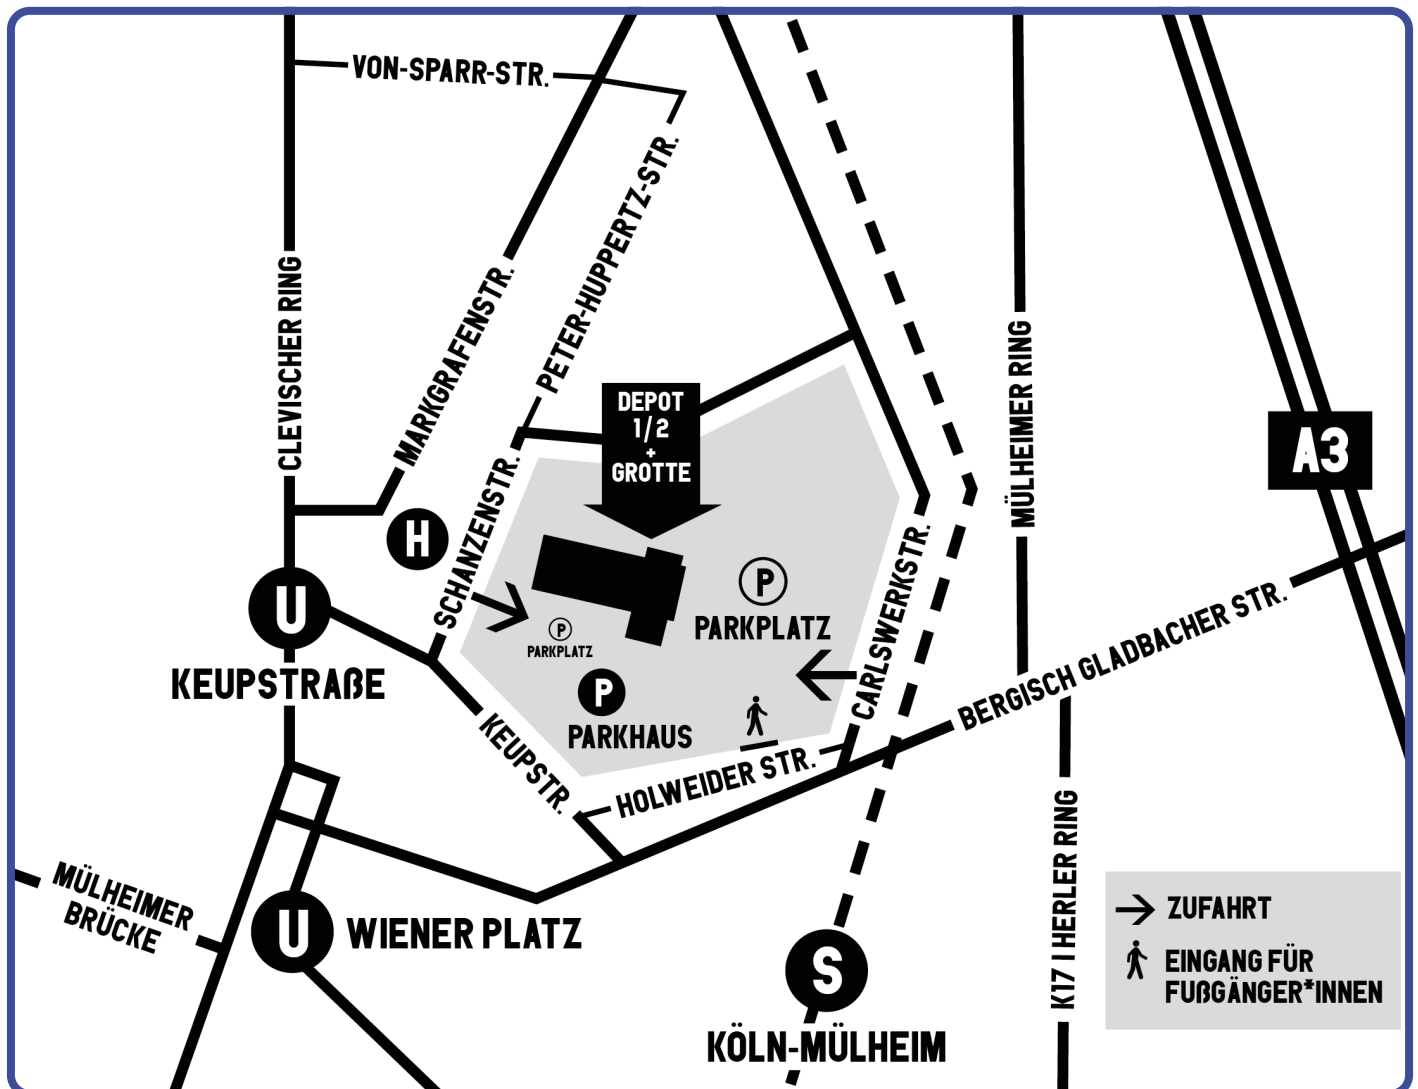 VON-SPARR-STR.
CLEVISCHER RING
MARKGRAFENSTR.
PETER-HUPPERTZ-STR.
MÜLHEIMER RING
A3
DEPOT
1/2
+
GROTTE
H
SCHANZENSTR.
U
KEUPSTRAßE
P
PARKPLATZ
P
PARKPLATZ
P
PARKHAUS
CARLSWERKSTR.
BERGISCH GLADBACHER STR.
KEUPSTR.
HOLWEIDER STR.
MÜLHEIMER
BRÜCKE
U
WIENER PLATZ
S
KÖLN-MÜLHEIM
K17 I HERLER RING
ZUFAHRT
EINGANG FÜR
FUßGÄNGER*INNEN